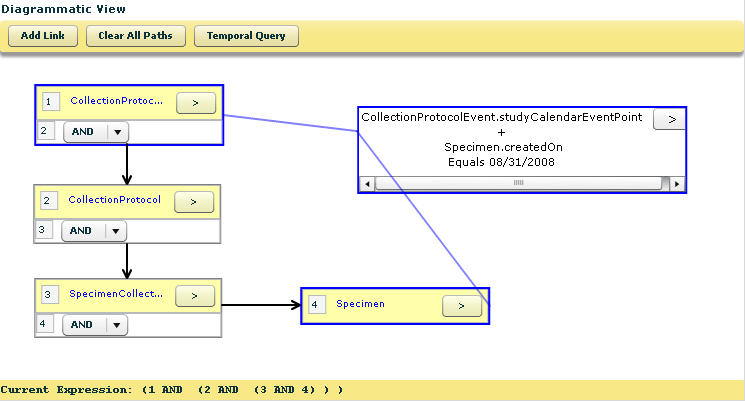 Diagrammatic View
Add Link
Clear All Paths
Temporal Query
1 CollectionProtoc... >
2 AND
CollectionProtocolEvent.studyCalendarEventPoint >
+
Specimen.createdOn
Equals 08/31/2008
2 CollectionProtocol >
3 AND
3 SpecimenCollect... >
4 AND
4 Specimen >
Current Expression: (1 AND (2 AND (3 AND 4) ) )